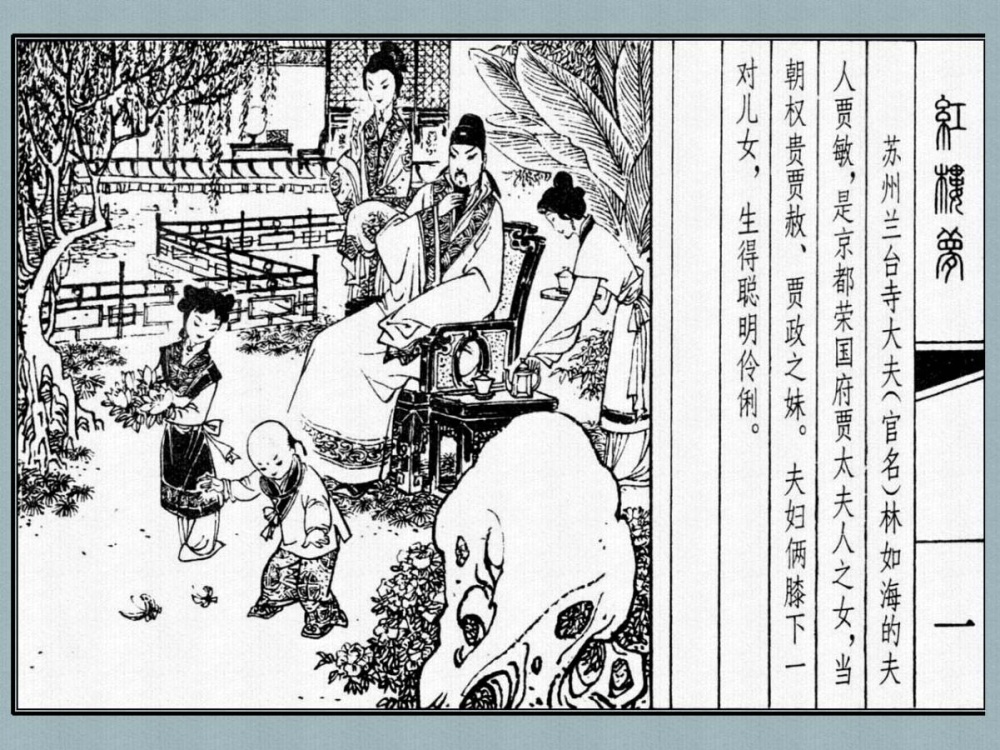 紅樓夢
一
苏州兰台寺大夫（官名）林如海的夫
人贾敏，是京都荣国府贾太夫人之女，当
朝权贵贾赦、贾政之妹。夫妇俩膝下一
对儿女，生得聪明伶俐。